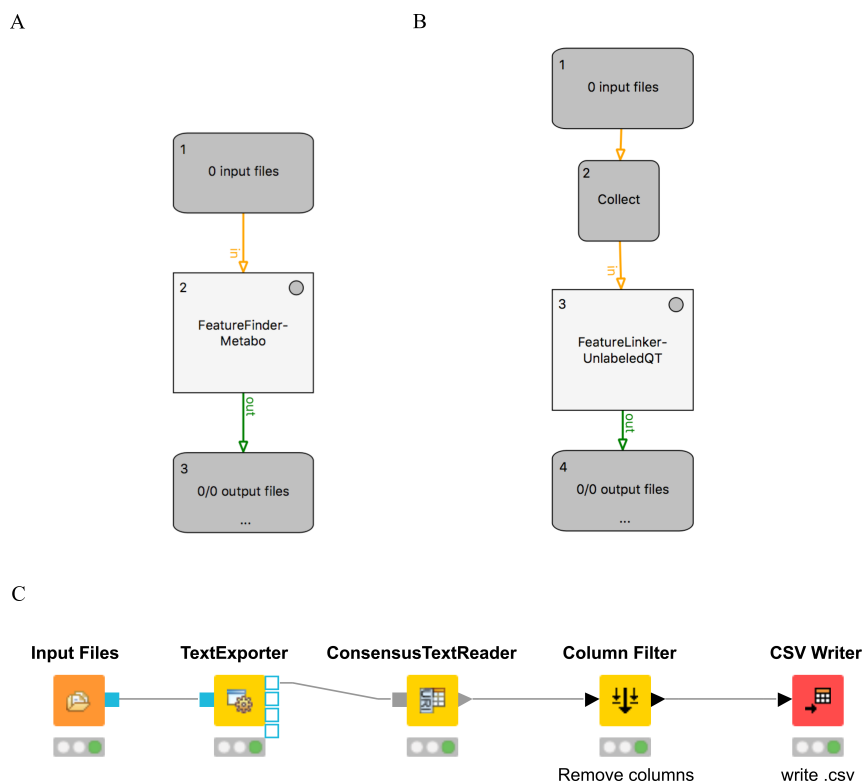 A
1
0 input files
in
2
FeatureFinder-
Metabo
out
3
0/0 output files
...
B
1
0 input files
2
Collect
in
3
FeatureLinker-
UnlabeledQT
out
4
0/0 output files
...
C
Input Files
TextExporter
ConsensusTextReader
Column Filter
CSV Writer
URI
Remove columns
write .csv